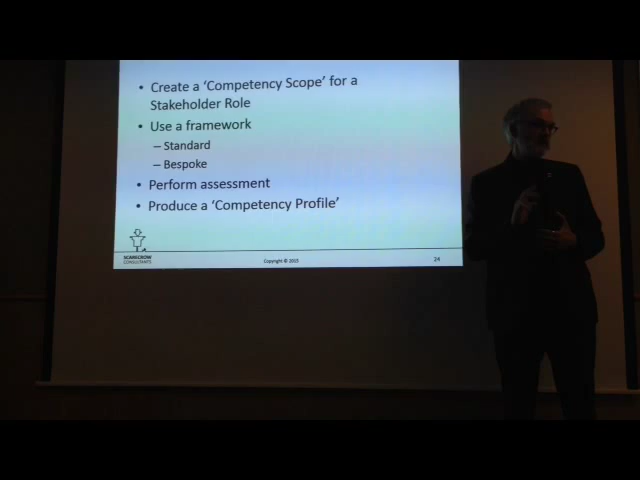 • Create a ‘Competency Scope’ for a
Stakeholder Role
• Use a framework
– Standard
– Bespoke
• Perform assessment
• Produce a ‘Competency Profile’
SCARECROW
CONSULTANTS
Copyright © 2015
24